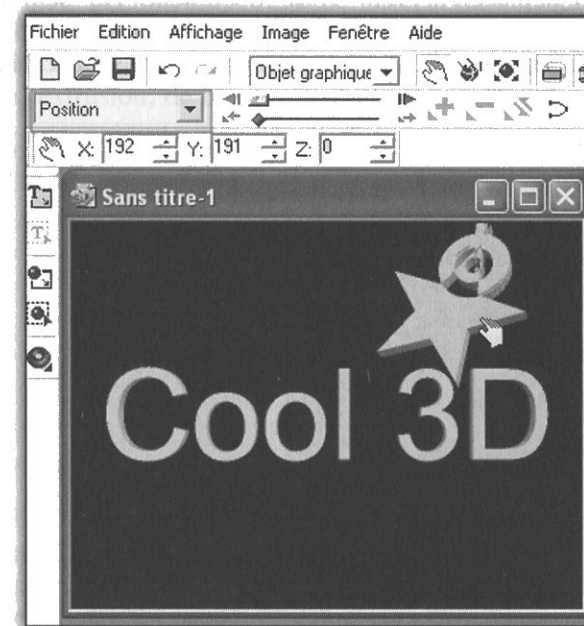 Fichier Edition Affichage Image Fenêtre Aide
Objet graphique
Position
X: 192 Y: 191 Z: 0
Sans titre-1
Cool 3D